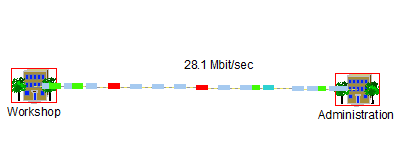 28.1 Mbit/sec
Workshop
Administration